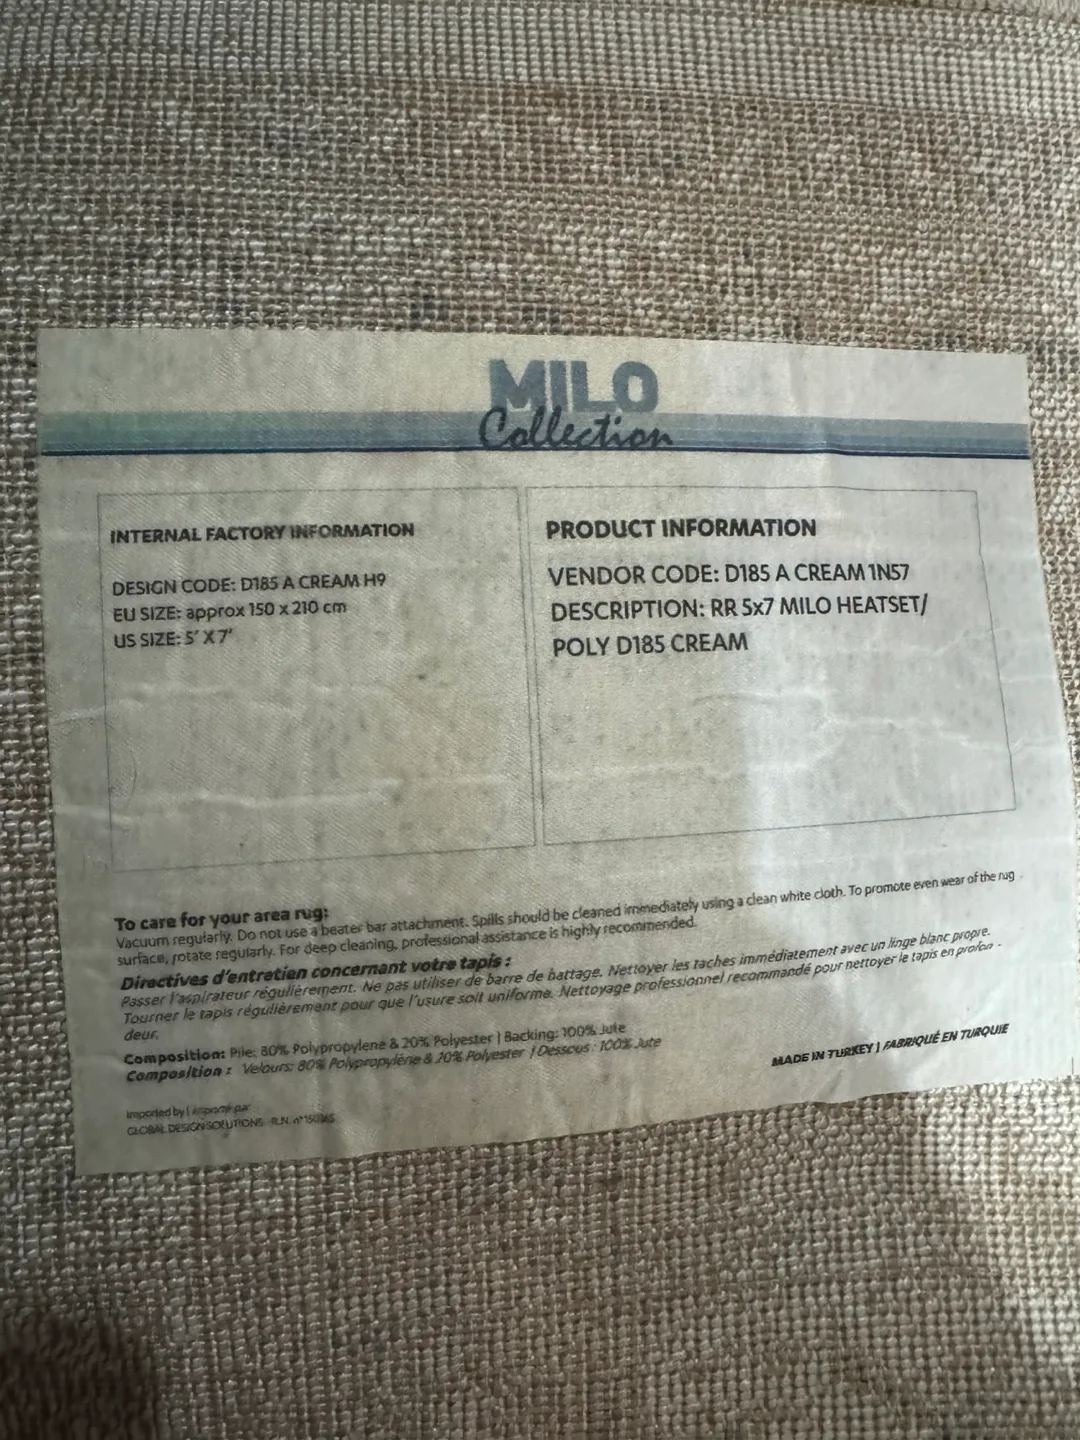 MILO
Collection
INTERNAL FACTORY INFORMATION
DESIGN CODE: D185 A CREAM H9
EU SIZE: approx 150 x 210 cm
US SIZE: 5' X 7'
PRODUCT INFORMATION
VENDOR CODE: D185 A CREAM 1N57
DESCRIPTION: RR 5x7 MILO HEATSET/
POLY D185 CREAM
To care for your area rug:
Vacuum regularly. Do not use a beater bar attachment. Spills should be cleaned immediately using a clean white cloth. To promote even wear of the rug
surface, rotate regularly. For deep cleaning, professional assistance is highly recommended.
Directives d'entretien concernant votre tapis :
Passer l'aspirateur régulièrement. Ne pas utiliser de barre de battage. Nettoyer les taches immédiatement avec un linge blanc propre.
Tourner le tapis régulièrement pour que l'usure soit uniforme. Nettoyage professionnel recommandé pour nettoyer le tapis en profon -
deur.
Composition: Pile: 80% Polypropylene & 20% Polyester | Backing: 100% Jute
Composition : Velours: 80% Polypropylène & 20% Polyester | Dessous : 100% Jute
MADE IN TURKEY | FABRIQUÉ EN TURQUIE
Imported by | Importé par
GLOBAL DESIGN SOLUTIONS